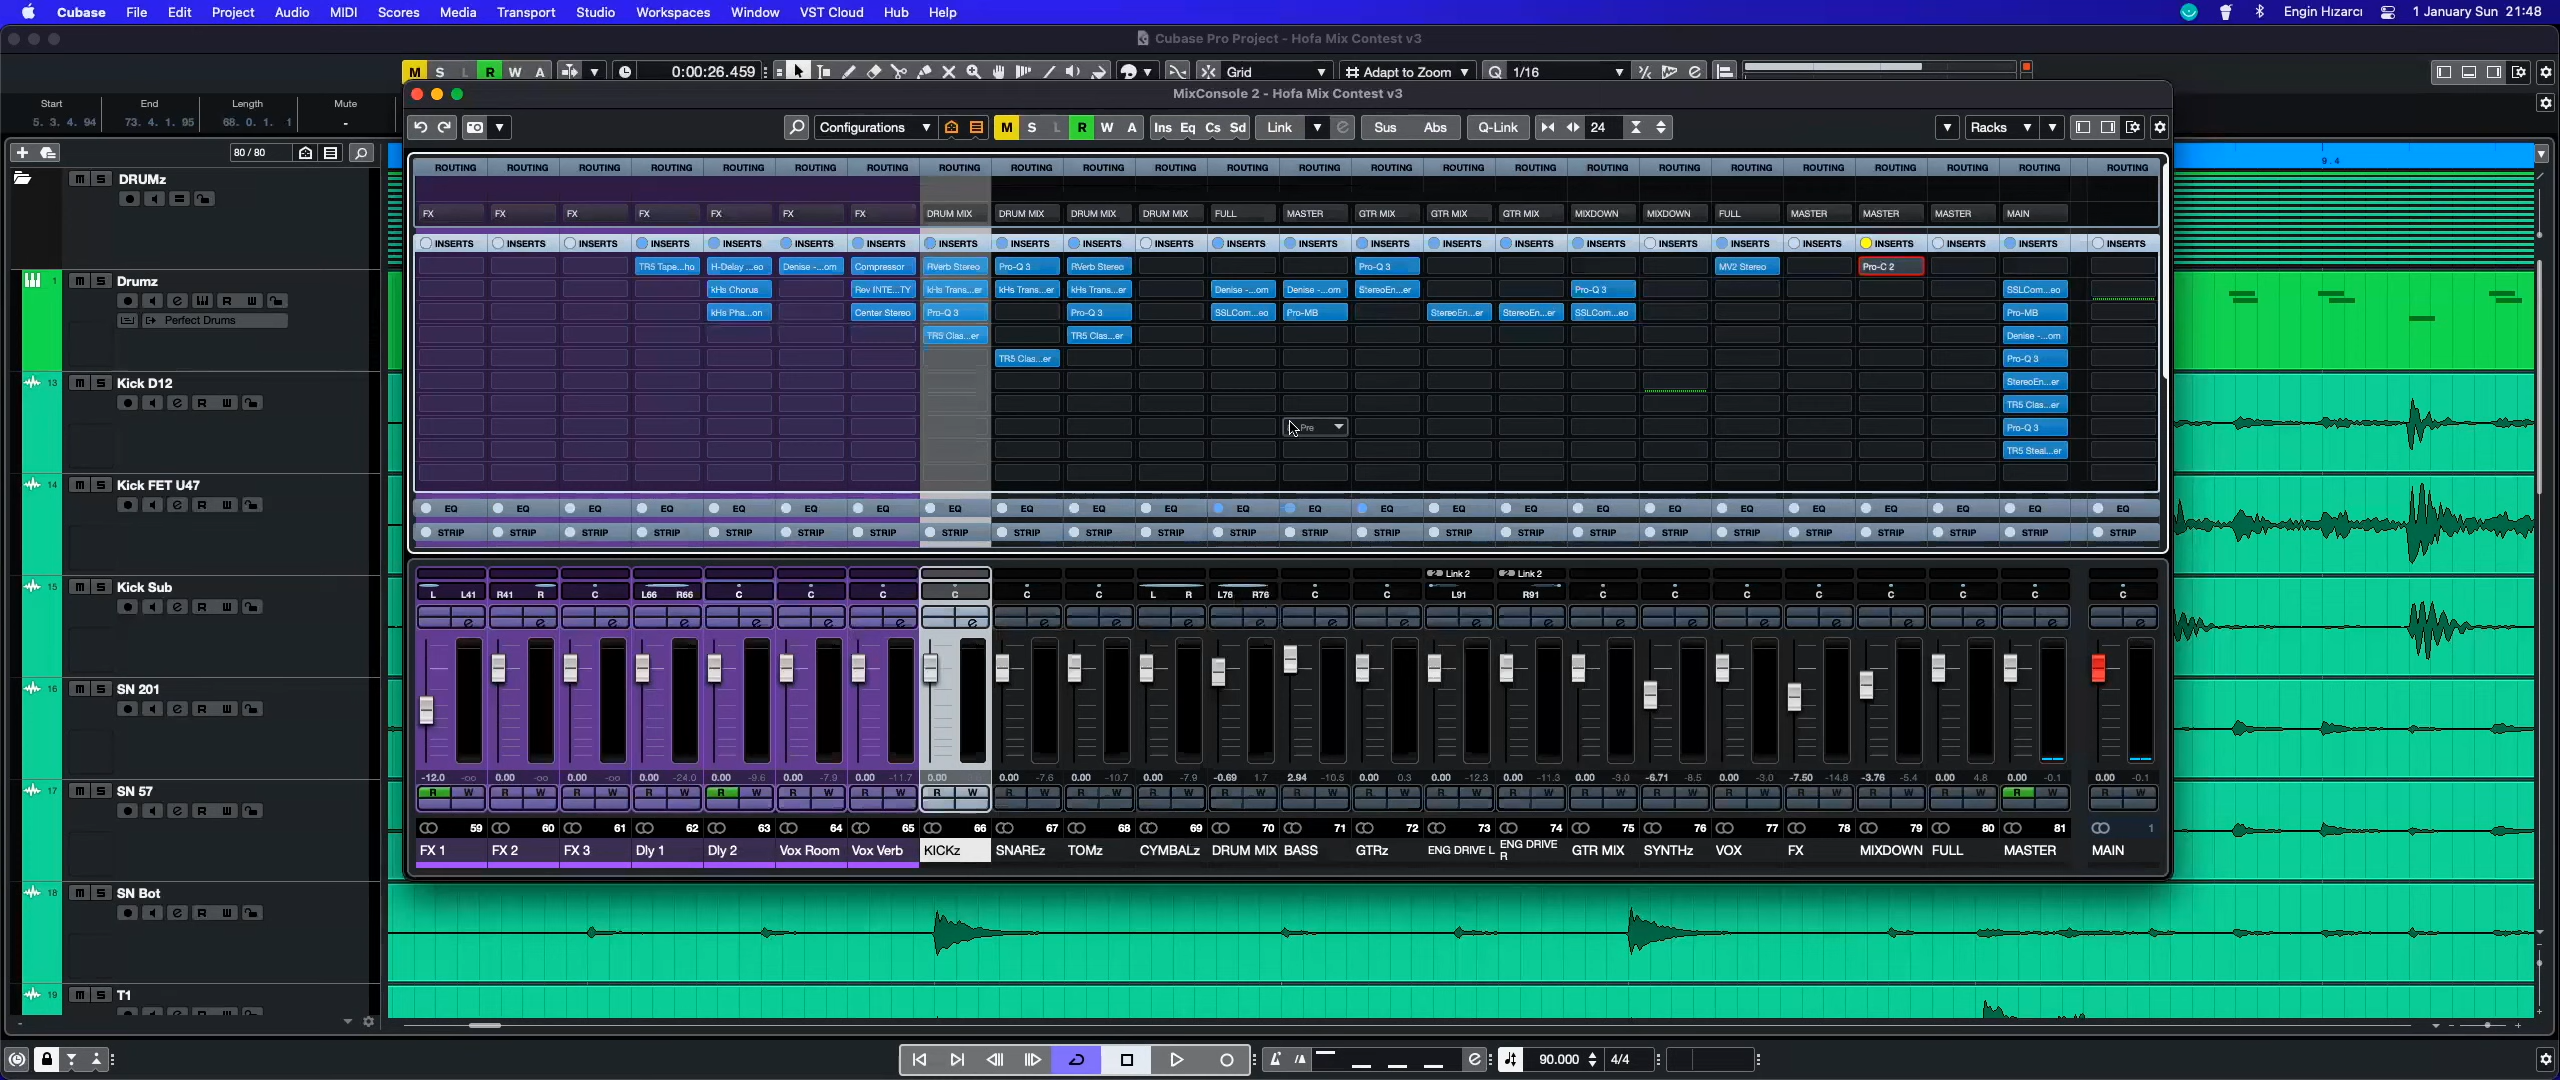 Cubase File Edit Project Audio MIDI Scores Media Transport Studio Workspaces Window VST Cloud Hub Help
Engin Hızarcı 1 January Sun 21:48
Cubase Pro Project - Hofa Mix Contest v3
M S L R W A 0:00:26.459 Grid Adapt to Zoom Q 1/16
Start End Length Mute
5. 3. 4. 94 73. 4. 1. 95 68. 0. 1. 1 -
MixConsole 2 - Hofa Mix Contest v3
Configurations M S L R W A Ins Eq Cs Sd Link Sus Abs Q-Link 24 Racks
80 / 80
9.4
DRUMz
1 Drumz
Perfect Drums
13 Kick D12
14 Kick FET U47
15 Kick Sub
16 SN 201
17 SN 57
18 SN Bot
19 T1
ROUTING ROUTING ROUTING ROUTING ROUTING ROUTING ROUTING ROUTING ROUTING ROUTING ROUTING ROUTING ROUTING ROUTING ROUTING ROUTING ROUTING ROUTING ROUTING ROUTING ROUTING ROUTING ROUTING ROUTING
FX FX FX FX FX FX FX DRUM MIX DRUM MIX DRUM MIX DRUM MIX FULL MASTER GTR MIX GTR MIX GTR MIX MIXDOWN MIXDOWN FULL MASTER MASTER MASTER MAIN
INSERTS INSERTS INSERTS INSERTS INSERTS INSERTS INSERTS INSERTS INSERTS INSERTS INSERTS INSERTS INSERTS INSERTS INSERTS INSERTS INSERTS INSERTS INSERTS INSERTS INSERTS INSERTS INSERTS INSERTS
TR5 Tape...ho H-Delay ...eo Denise -...om Compressor RVerb Stereo Pro-Q 3 RVerb Stereo Pro-Q 3 MV2 Stereo Pro-C 2
kHs Chorus Rev INTE...TY kHs Trans...er kHs Trans...er kHs Trans...er Denise -...om Denise -...om StereoEn...er Pro-Q 3 SSLCom...eo
kHs Pha...on Center Stereo Pro-Q 3 Pro-Q 3 SSLCom...eo Pro-MB StereoEn...er StereoEn...er SSLCom...eo Pro-MB
TR5 Clas...er TR5 Clas...er Denise -...om
TR5 Clas...er Pro-Q 3
StereoEn...er
TR5 Clas...er
Pre Pro-Q 3
TR5 Steal...er
EQ EQ EQ EQ EQ EQ EQ EQ EQ EQ EQ EQ EQ EQ EQ EQ EQ EQ EQ EQ EQ EQ EQ EQ
STRIP STRIP STRIP STRIP STRIP STRIP STRIP STRIP STRIP STRIP STRIP STRIP STRIP STRIP STRIP STRIP STRIP STRIP STRIP STRIP STRIP STRIP STRIP STRIP
Link 2 Link 2
L L41 R41 R C L66 R66 C C C C C C L R L76 R76 C C L91 R91 C C C C C C C C
-12.0 -oo 0.00 -oo 0.00 -oo 0.00 -24.0 0.00 -9.6 0.00 -7.9 0.00 -11.7 0.00 0.00 -7.6 0.00 -10.7 0.00 -7.9 -0.69 1.7 2.94 -10.5 0.00 0.3 0.00 -12.3 0.00 -11.3 0.00 -3.0 -6.71 -8.5 0.00 -3.0 -7.50 -14.8 -3.76 -5.4 0.00 4.8 0.00 -0.1 0.00 -0.1
R W R W R W R W R W R W R W R W R W R W R W R W R W R W R W R W R W R W R W R W R W R W R W R W
59 60 61 62 63 64 65 66 67 68 69 70 71 72 73 74 75 76 77 78 79 80 81 1
FX 1 FX 2 FX 3 Dly 1 Dly 2 Vox Room Vox Verb KICKz SNAREz TOMz CYMBALz DRUM MIX BASS GTRz ENG DRIVE L ENG DRIVE R GTR MIX SYNTHz VOX FX MIXDOWN FULL MASTER MAIN
90.000 4/4